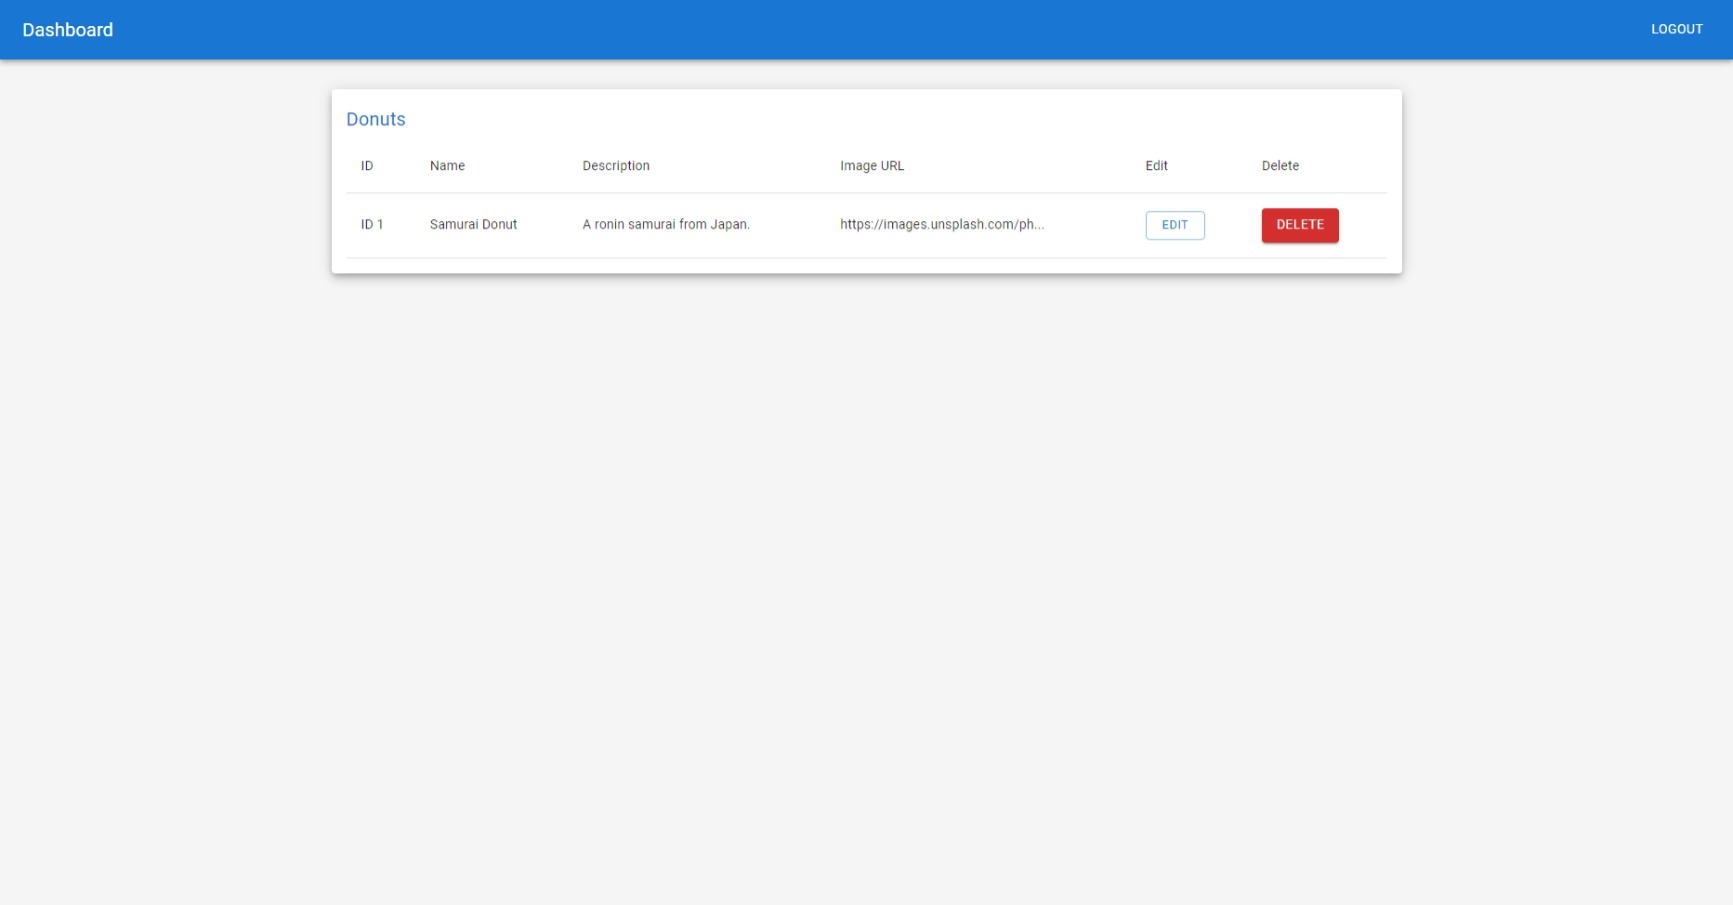 Dashboard LOGOUT
Donuts
ID Name Description Image URL Edit Delete
ID 1 Samurai Donut A ronin samurai from Japan. https://images.unsplash.com/ph... EDIT DELETE